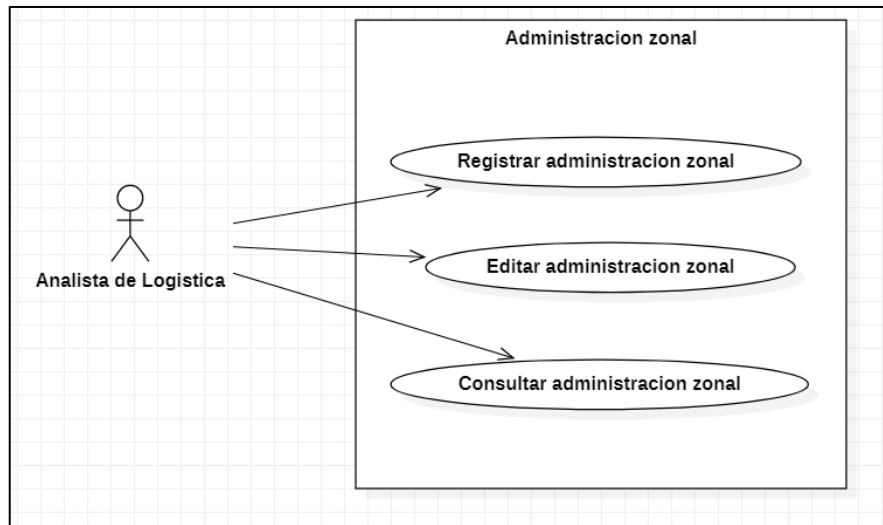 Administracion zonal
Registrar administracion zonal
Editar administracion zonal
Analista de Logistica
Consultar administracion zonal